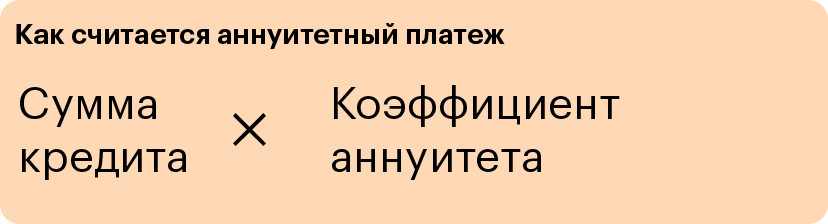 Как считается аннуитетный платеж
Сумма кредита × Коэффициент аннуитета